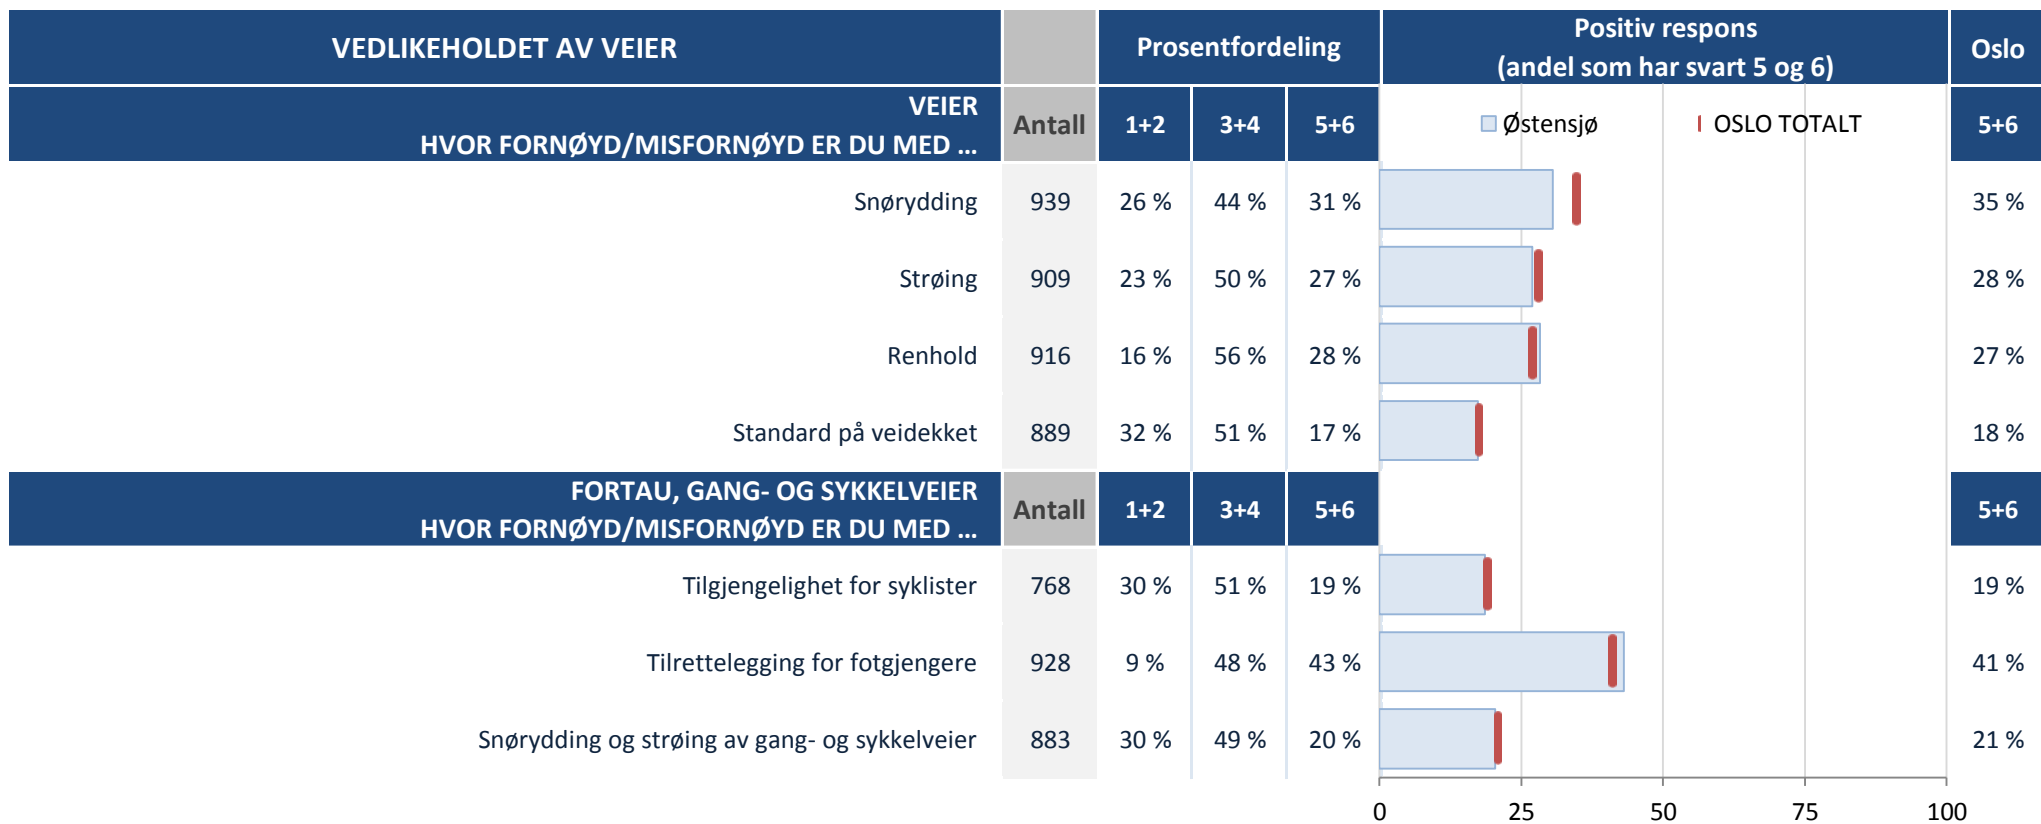 VEDLIKEHOLDET AV VEIER Prosentfordeling Positiv respons (andel som har svart 5 og 6) Oslo
VEIER
HVOR FORNØYD/MISFORNØYD ER DU MED ... Antall 1+2 3+4 5+6 Østensjø OSLO TOTALT 5+6
Snørydding 939 26 % 44 % 31 % 35 %
Strøing 909 23 % 50 % 27 % 28 %
Renhold 916 16 % 56 % 28 % 27 %
Standard på veidekket 889 32 % 51 % 17 % 18 %
FORTAU, GANG- OG SYKKELVEIER
HVOR FORNØYD/MISFORNØYD ER DU MED ... Antall 1+2 3+4 5+6 5+6
Tilgjengelighet for syklister 768 30 % 51 % 19 % 19 %
Tilrettelegging for fotgjengere 928 9 % 48 % 43 % 41 %
Snørydding og strøing av gang- og sykkelveier 883 30 % 49 % 20 % 21 %
0 25 50 75 100